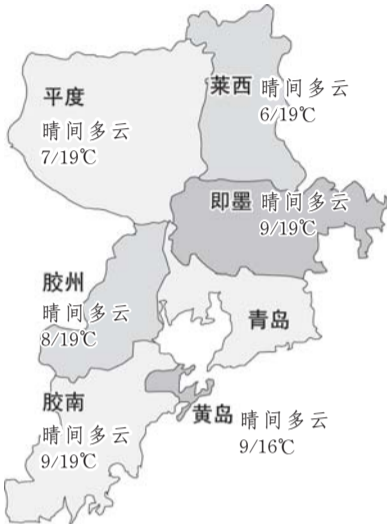 平度
晴间多云
7/19℃
莱西 晴间多云
6/19℃
即墨 晴间多云
9/19℃
胶州
晴间多云
8/19℃
青岛
胶南
晴间多云
9/19℃
黄岛 晴间多云
9/16℃